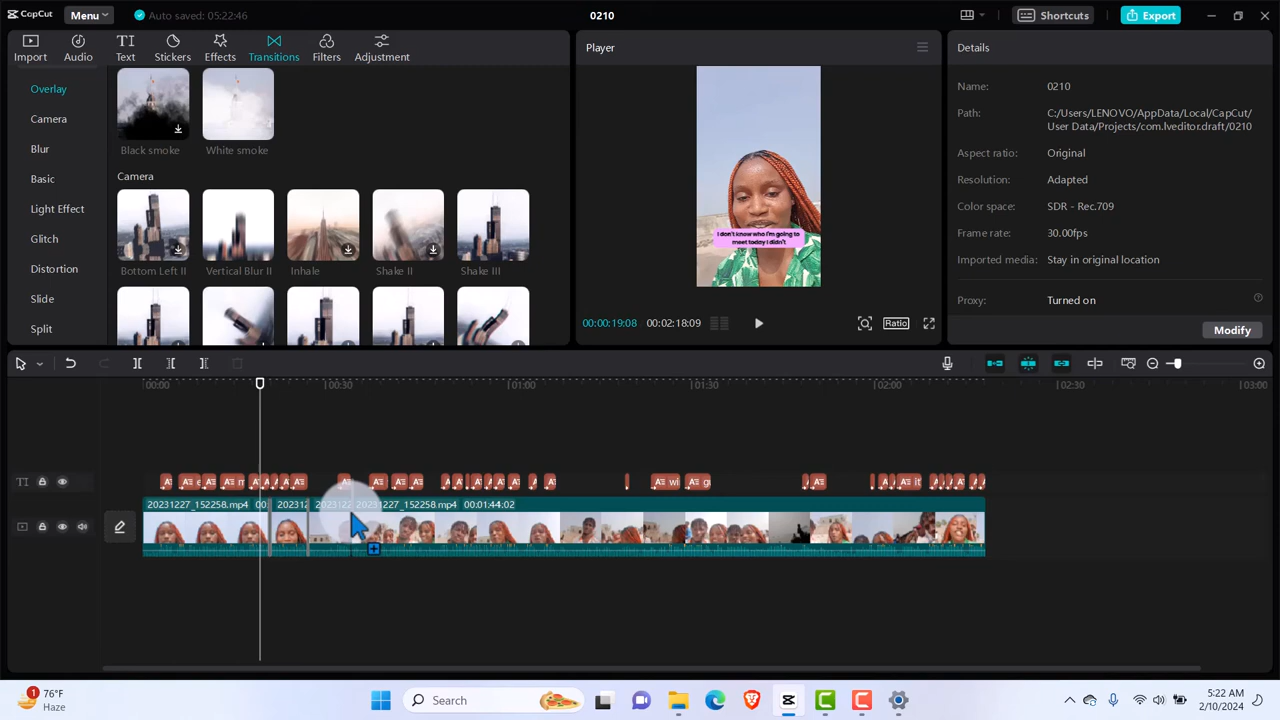 CapCut
Menu
Auto saved: 05:22:46
0210
Shortcuts
Export
Import
Audio
Text
Stickers
Effects
Transitions
Filters
Adjustment
Overlay
Camera
Blur
Basic
Light Effect
Glitch
Distortion
Slide
Split
Black smoke
White smoke
Camera
Bottom Left II
Vertical Blur II
Inhale
Shake II
Shake III
Player
I don't know who I'm going to
meet today I didn't
00:00:19:08
00:02:18:09
Ratio
Details
Name:
0210
Path:
C:/Users/LENOVO/AppData/Local/CapCut/
User Data/Projects/com.lveditor.draft/0210
Aspect ratio:
Original
Resolution:
Adapted
Color space:
SDR - Rec.709
Frame rate:
30.00fps
Imported media:
Stay in original location
Proxy:
Turned on
Modify
00:00
00:30
01:00
01:30
02:00
02:30
03:00
20231227_152258.mp4 00:
20231227_152258.mp4 00:01:44:02
1
76°F
Haze
Search
5:22 AM
2/10/2024